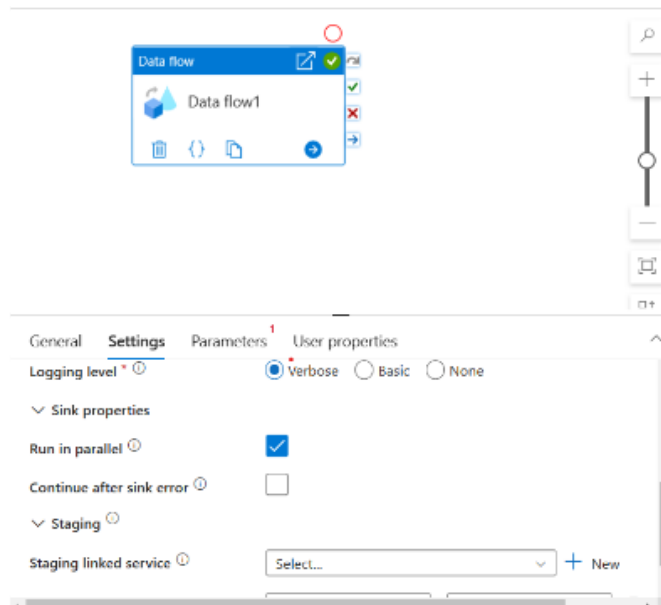 Data flow
Data flow1
General Settings Parameters 1 User properties
Logging level * Verbose Basic None
Sink properties
Run in parallel
Continue after sink error
Staging
Staging linked service Select... New